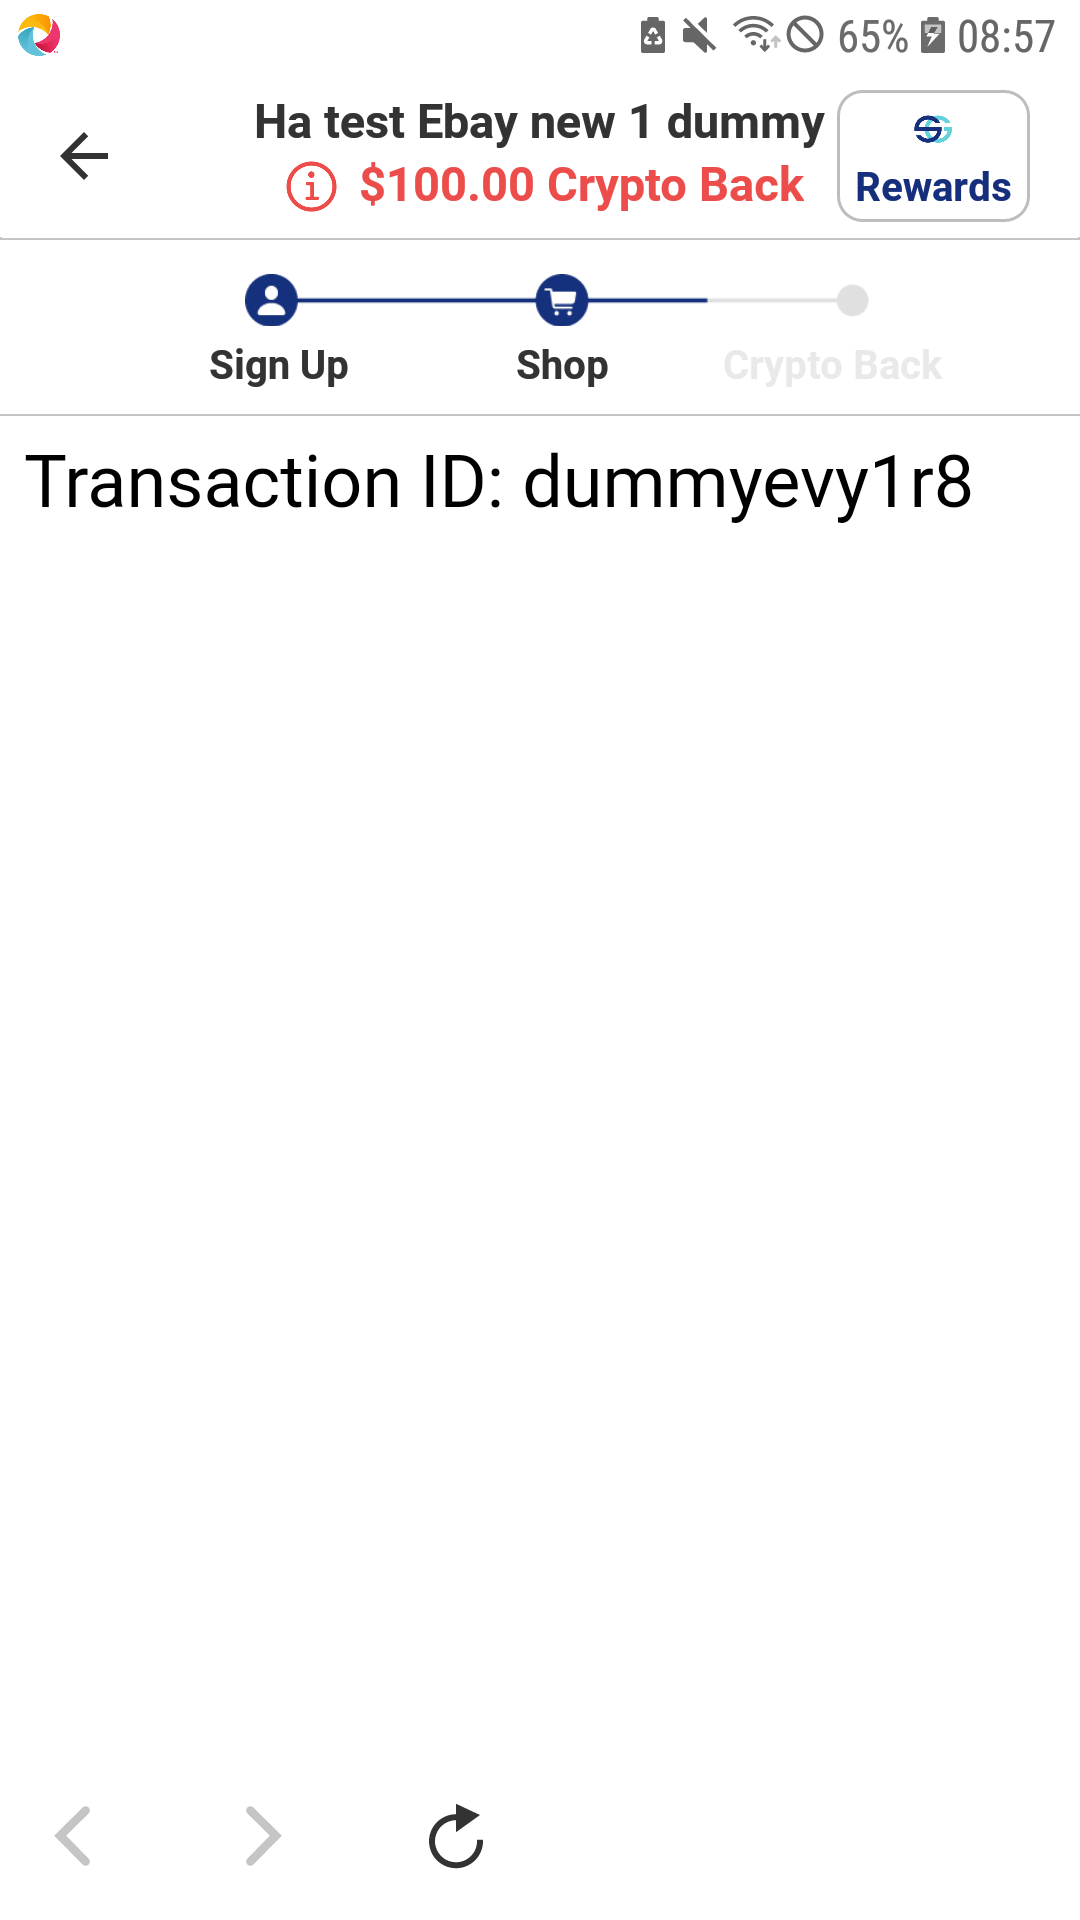 65% 08:57
Ha test Ebay new 1 dummy
$100.00 Crypto Back
Rewards
Sign Up
Shop
Crypto Back
Transaction ID: dummyevy1r8